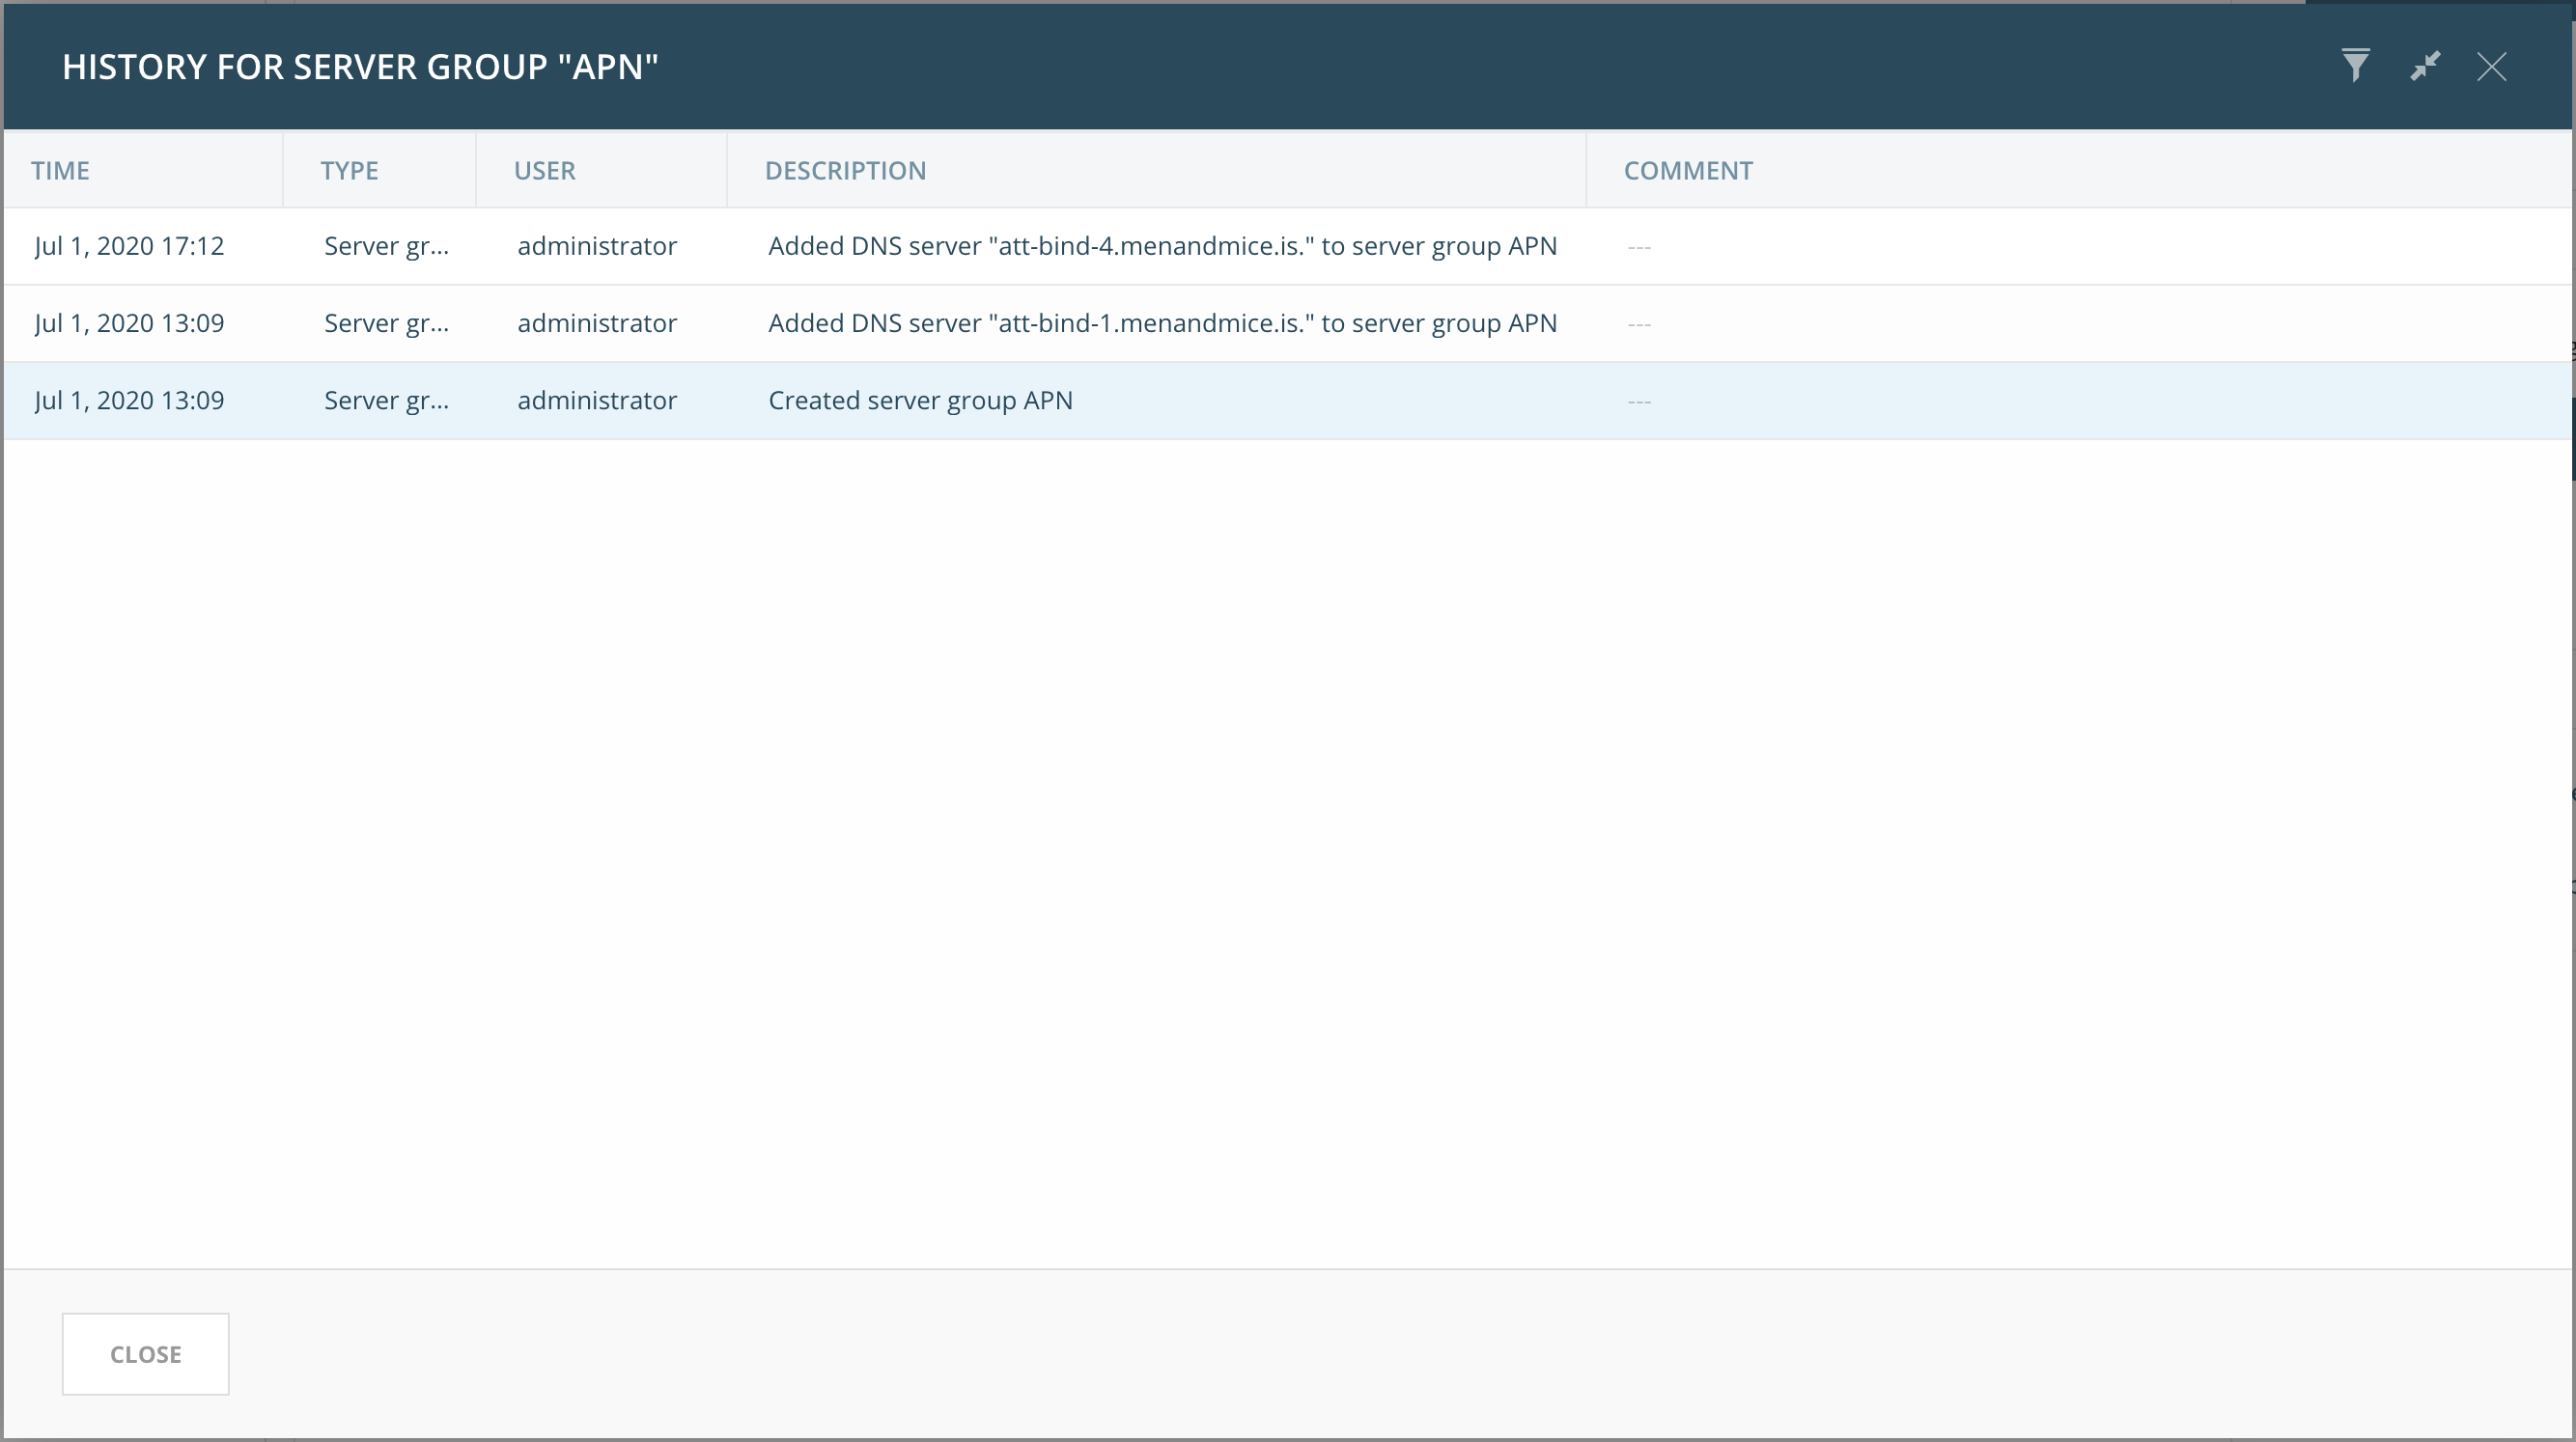 HISTORY FOR SERVER GROUP "APN"
TIME TYPE USER DESCRIPTION COMMENT
Jul 1, 2020 17:12 Server gr... administrator Added DNS server "att-bind-4.menandmice.is." to server group APN ---
Jul 1, 2020 13:09 Server gr... administrator Added DNS server "att-bind-1.menandmice.is." to server group APN ---
Jul 1, 2020 13:09 Server gr... administrator Created server group APN ---
CLOSE